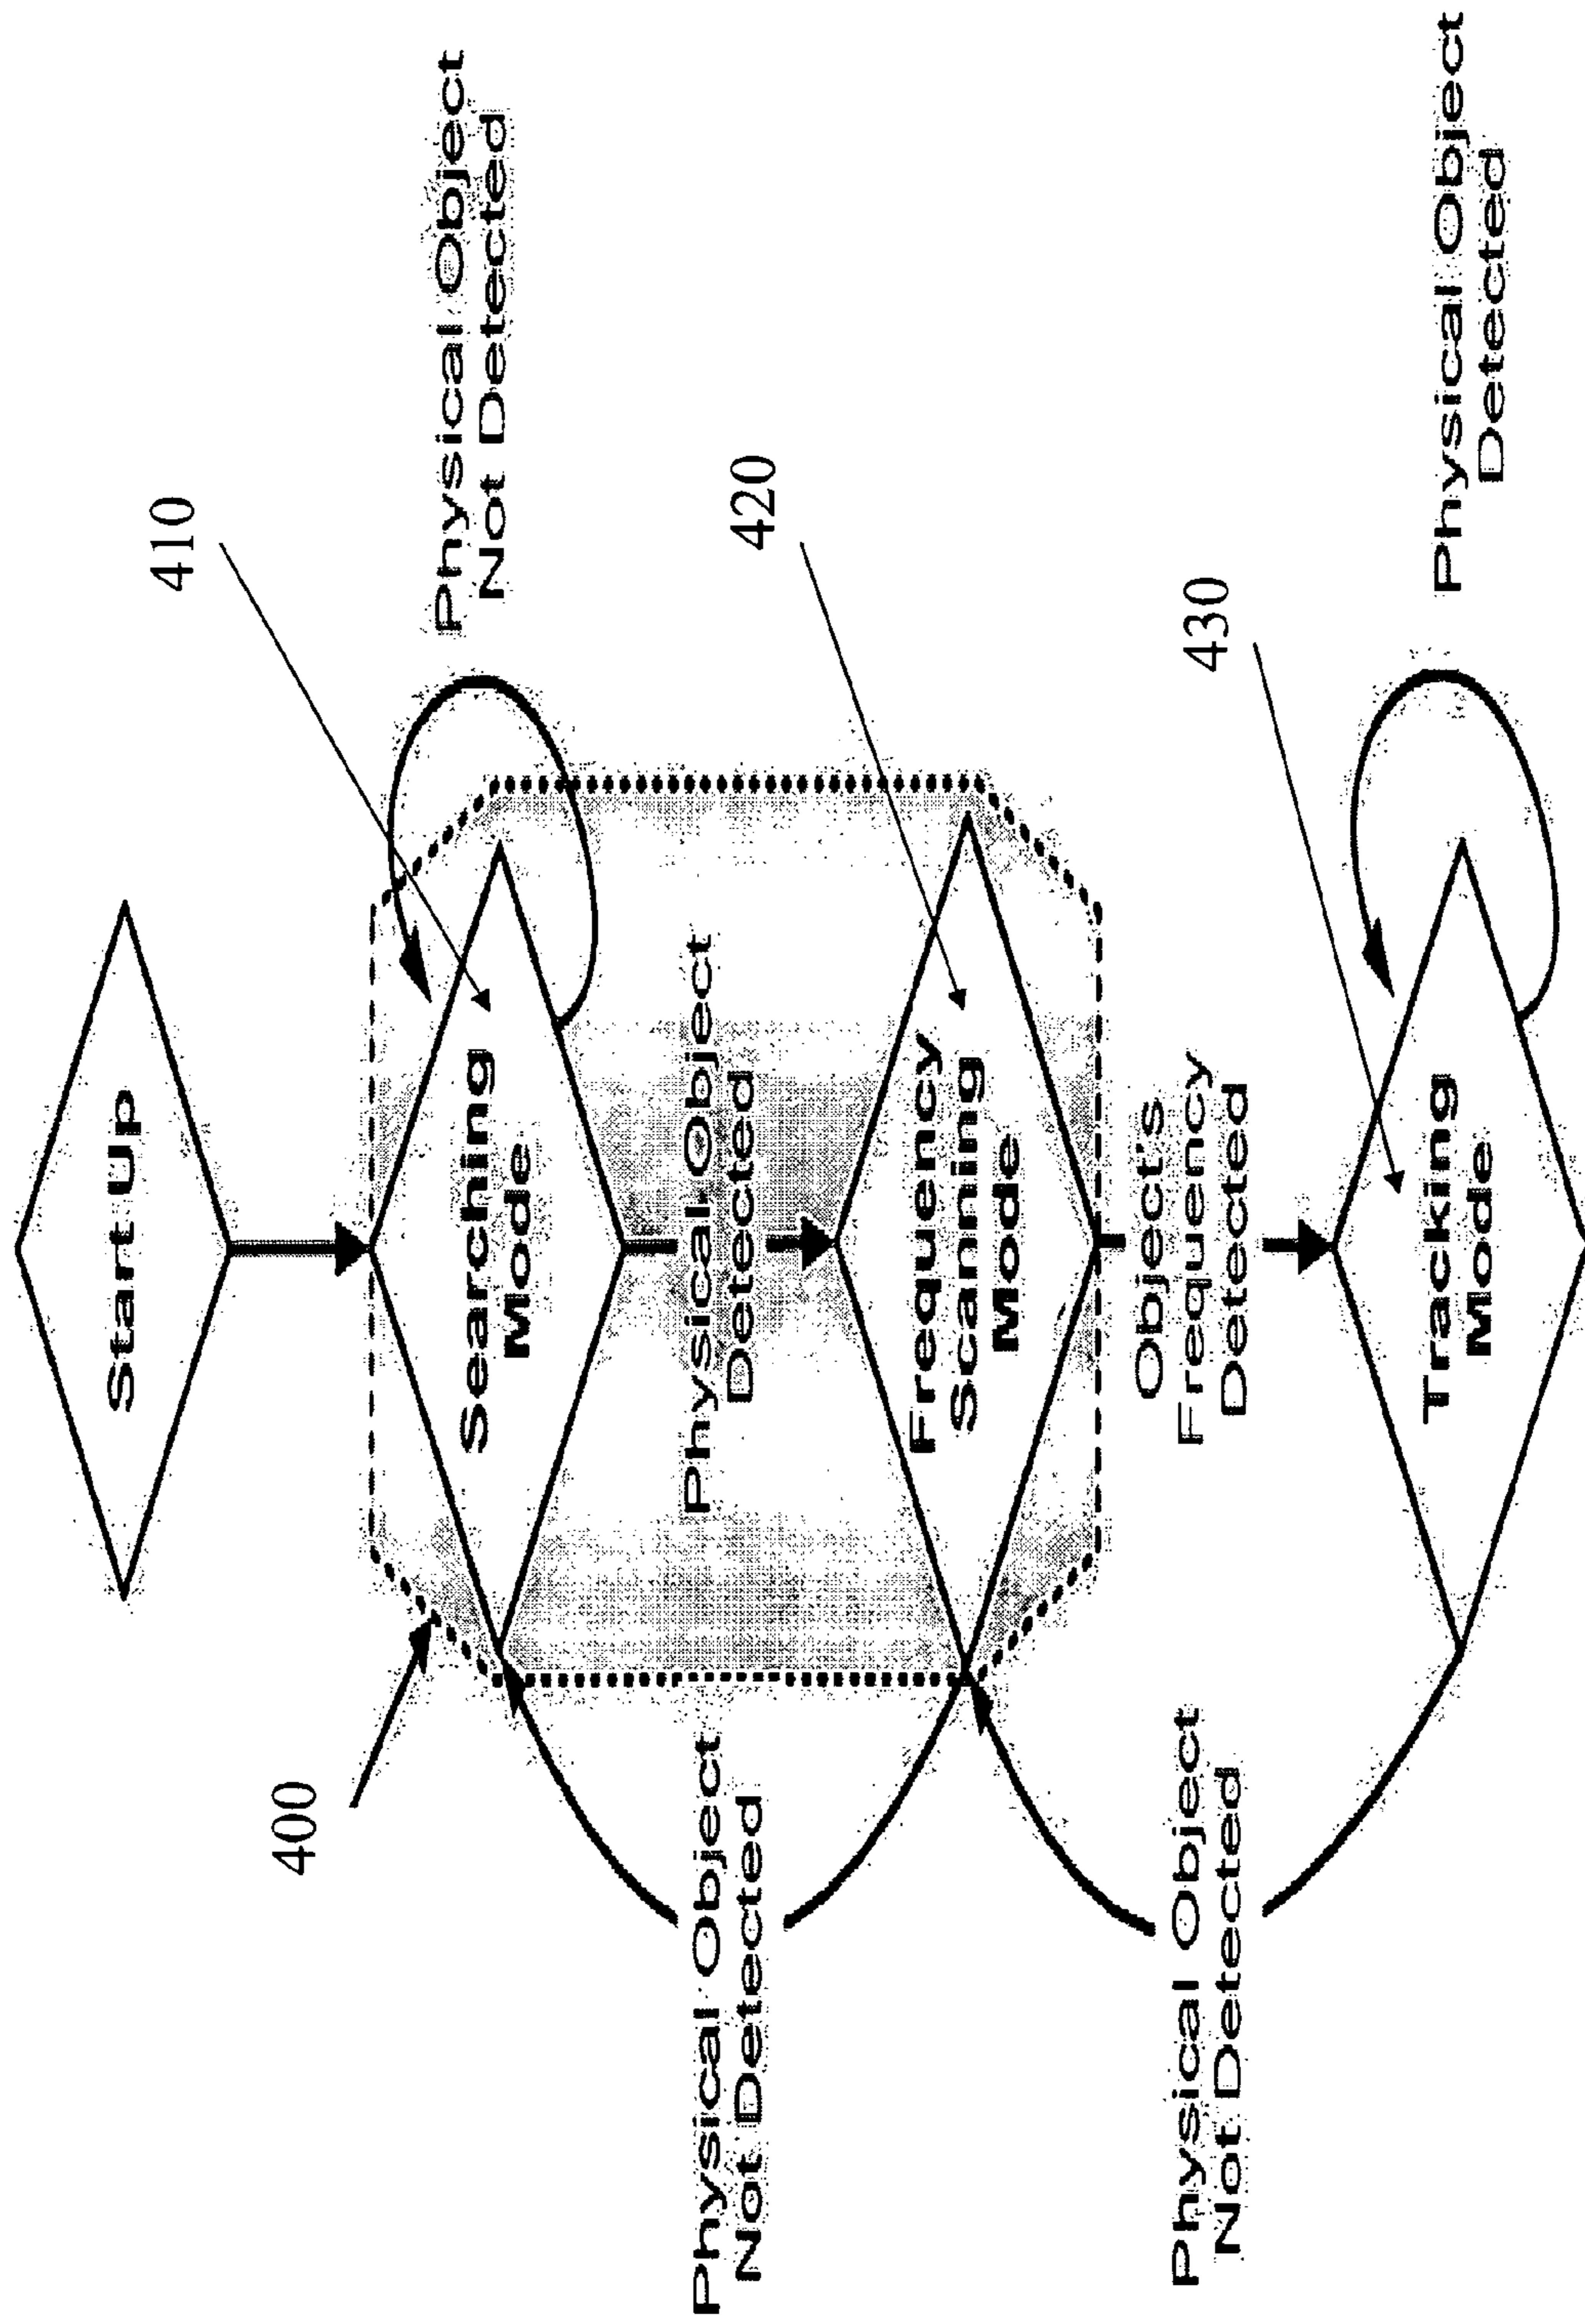 Start Up
410
Physical Object
Not Detected
400
Searching
Mode
Physical Object
Detected
420
Physical Object
Not Detected
Frequency
Scanning
Mode
Object's
Frequency
Detected
430
Physical Object
Not Detected
Tracking
Mode
Physical Object
Detected